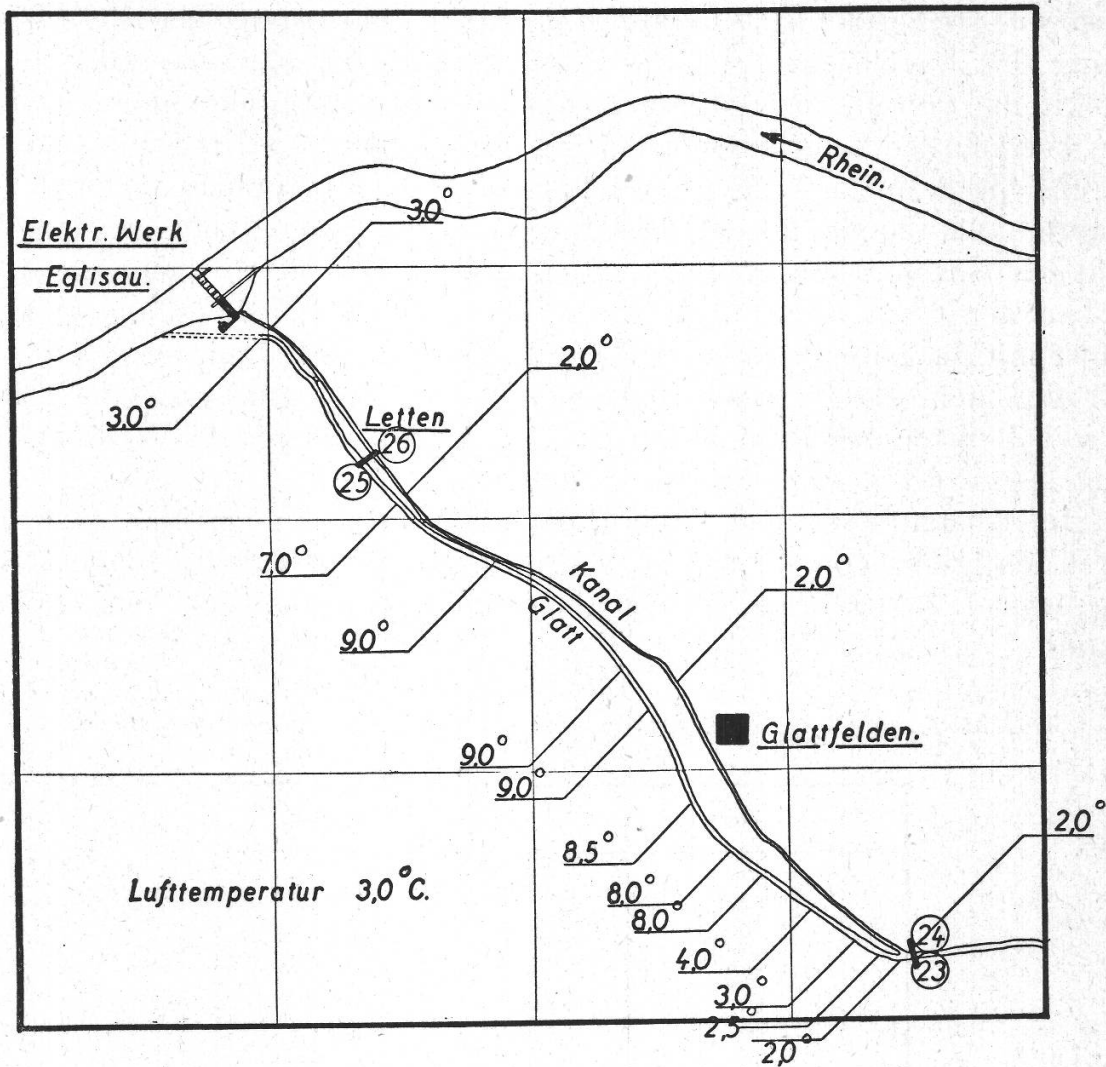 Rhein.
3,0°
Elektr. Werk
Eglisau.
2,0°
3,0°
Letten
26
25
7,0°
Kanal
Glatt
2,0°
9,0°
Glattfelden.
9,0°
9,0°
2,0°
8,5°
Lufttemperatur 3,0°C.
8,0°
8,0°
24
4,0°
23
3,0°
2,5°
2,0°